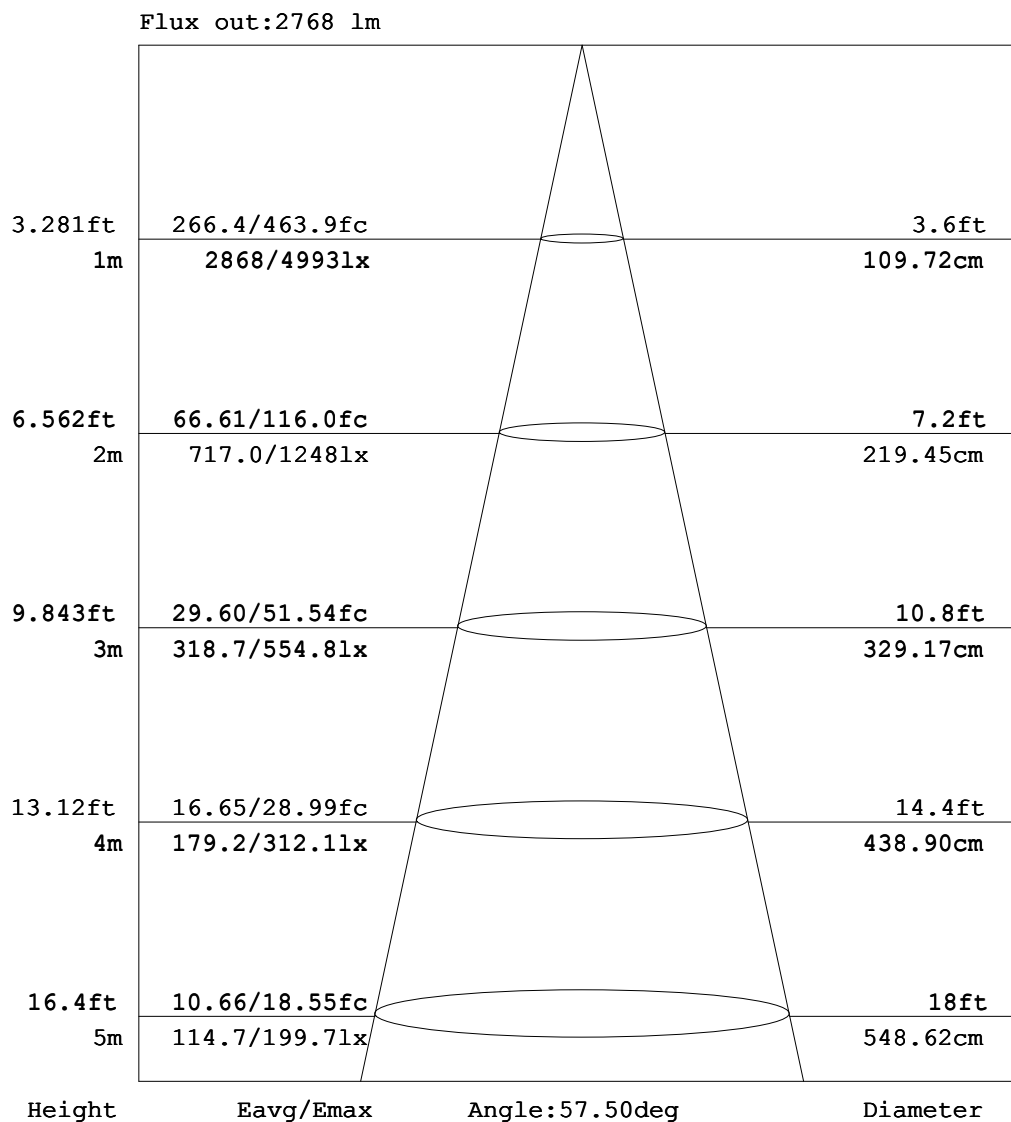 Flux out:2768 lm
3.281ft 266.4/463.9fc 3.6ft
1m 2868/4993lx 109.72cm
6.562ft 66.61/116.0fc 7.2ft
2m 717.0/1248lx 219.45cm
9.843ft 29.60/51.54fc 10.8ft
3m 318.7/554.8lx 329.17cm
13.12ft 16.65/28.99fc 14.4ft
4m 179.2/312.1lx 438.90cm
16.4ft 10.66/18.55fc 18ft
5m 114.7/199.7lx 548.62cm
Height Eavg/Emax Angle:57.50deg Diameter